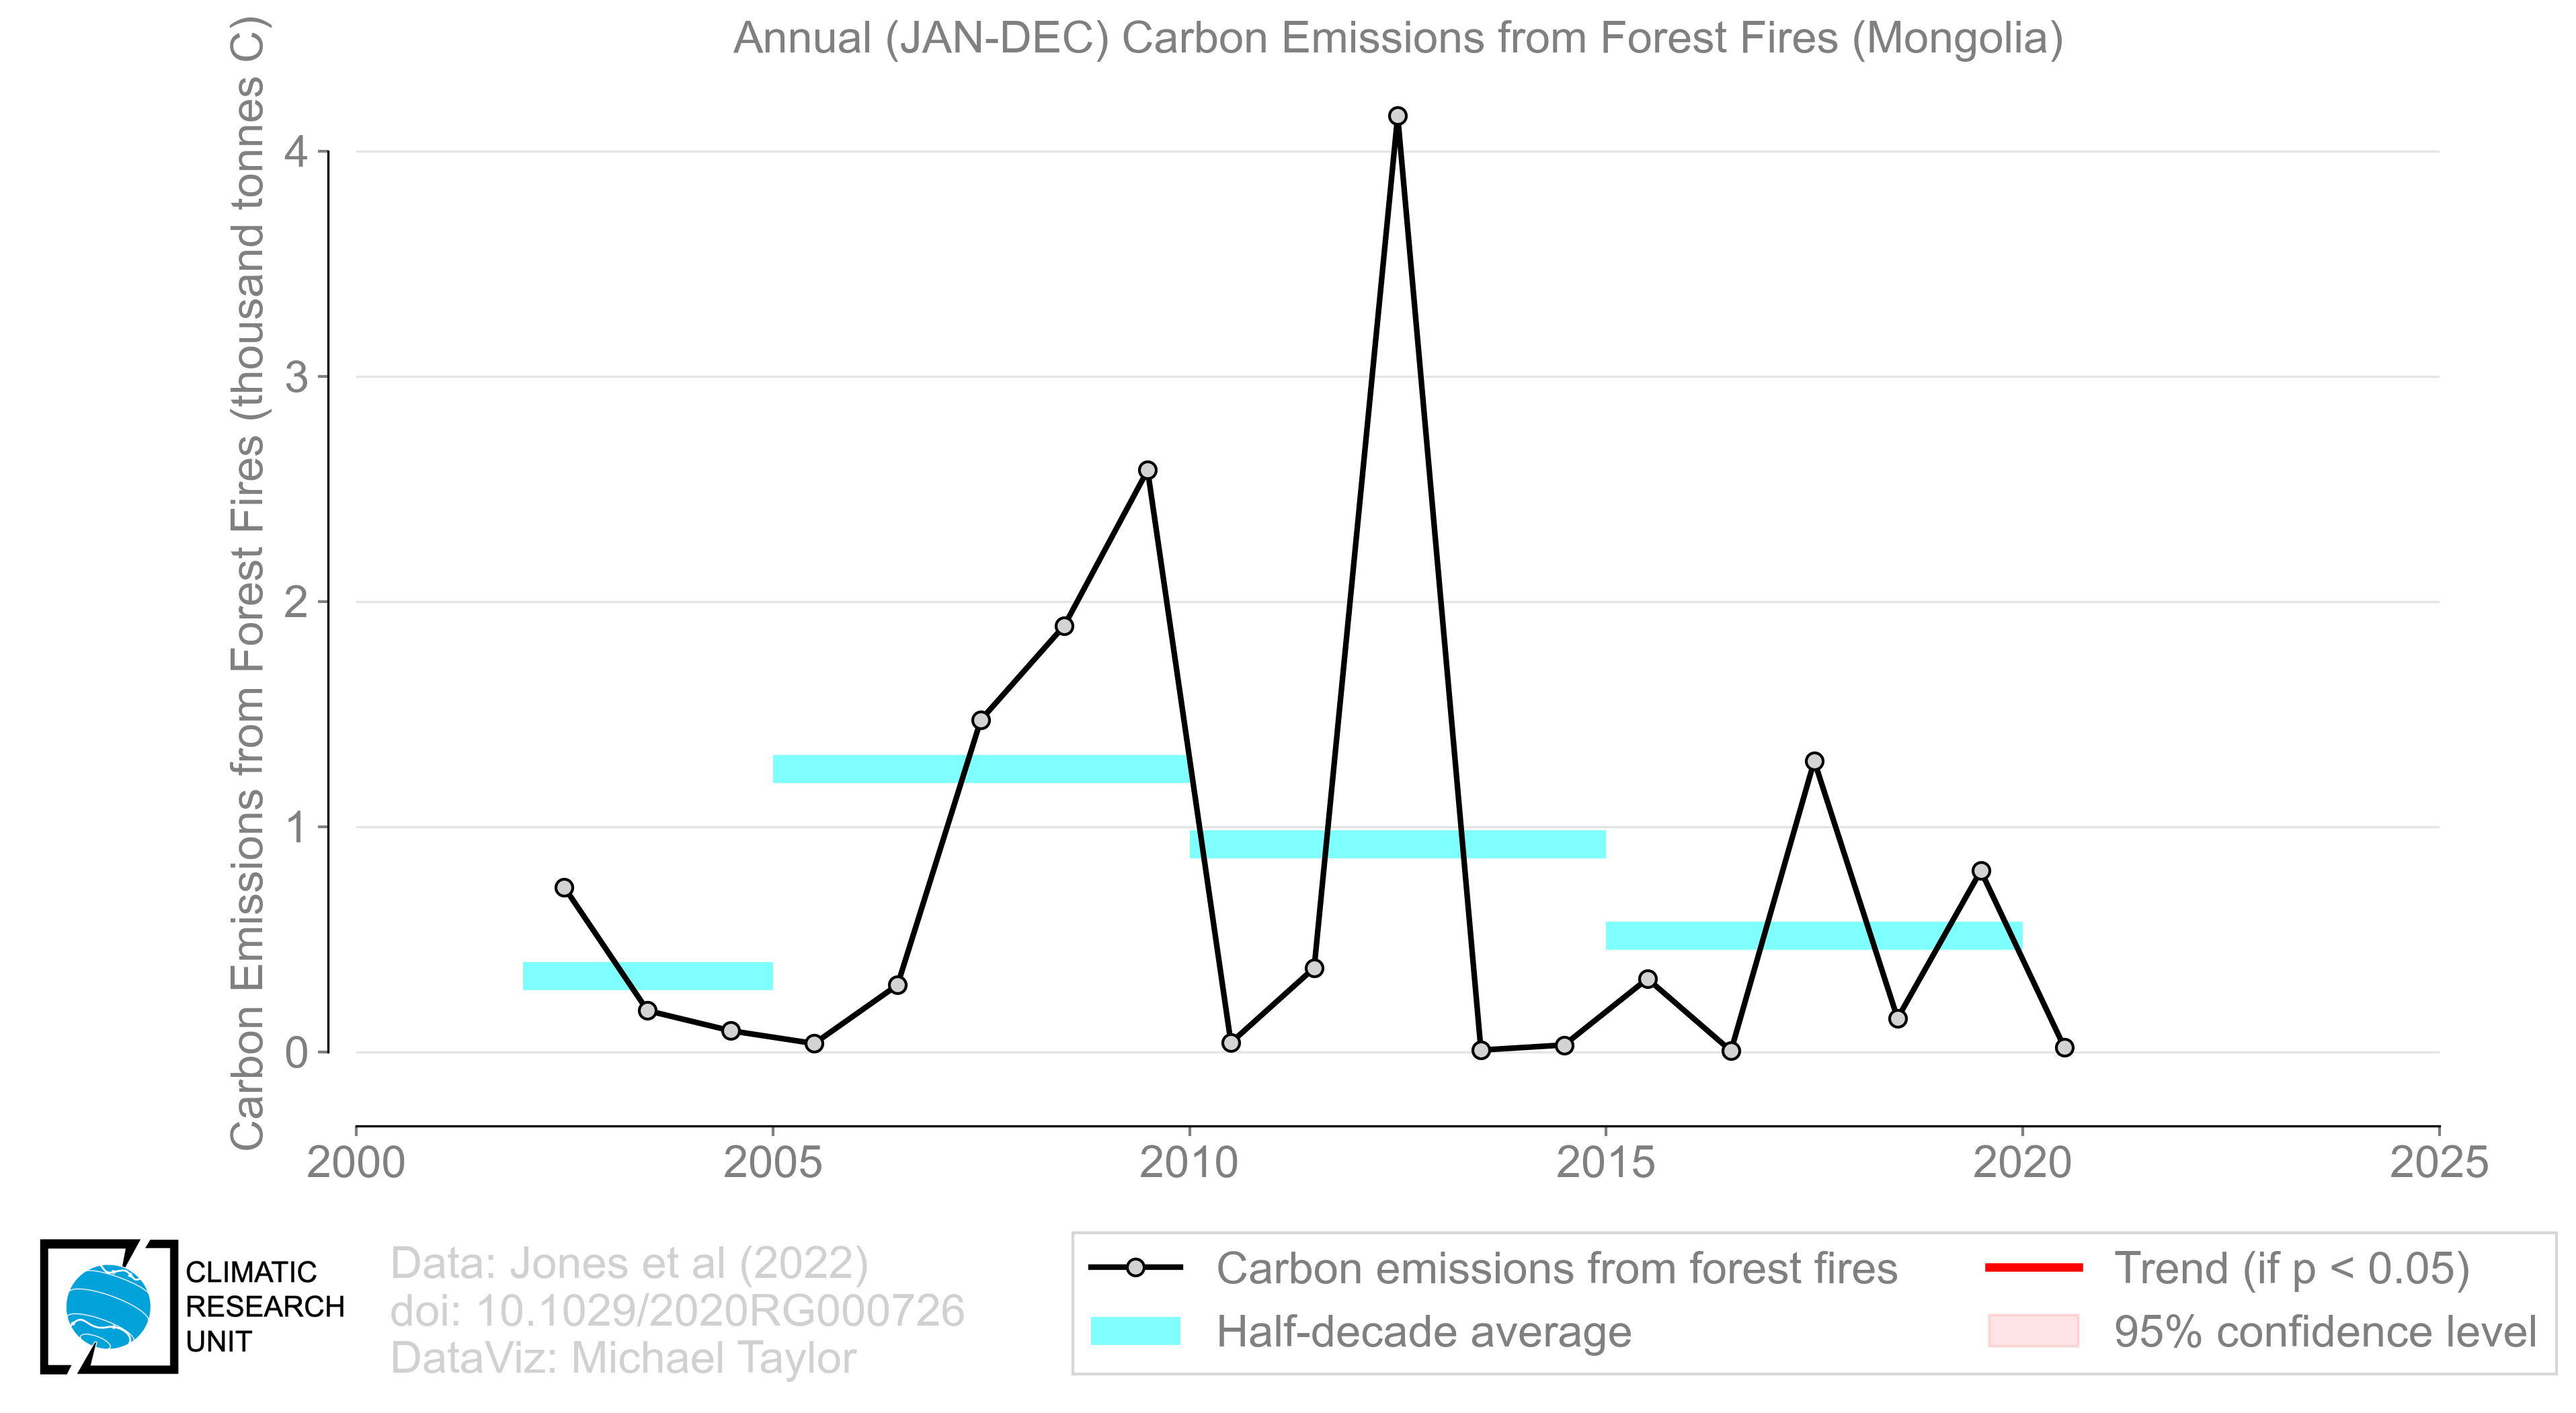 Annual (JAN-DEC) Carbon Emissions from Forest Fires (Mongolia)
Carbon Emissions from Forest Fires (thousand tonnes C)
4
3
2
1
0
2000 2005 2010 2015 2020 2025
CLIMATIC
RESEARCH
UNIT
Data: Jones et al (2022)
doi: 10.1029/2020RG000726
DataViz: Michael Taylor
Carbon emissions from forest fires
Half-decade average
Trend (if p < 0.05)
95% confidence level